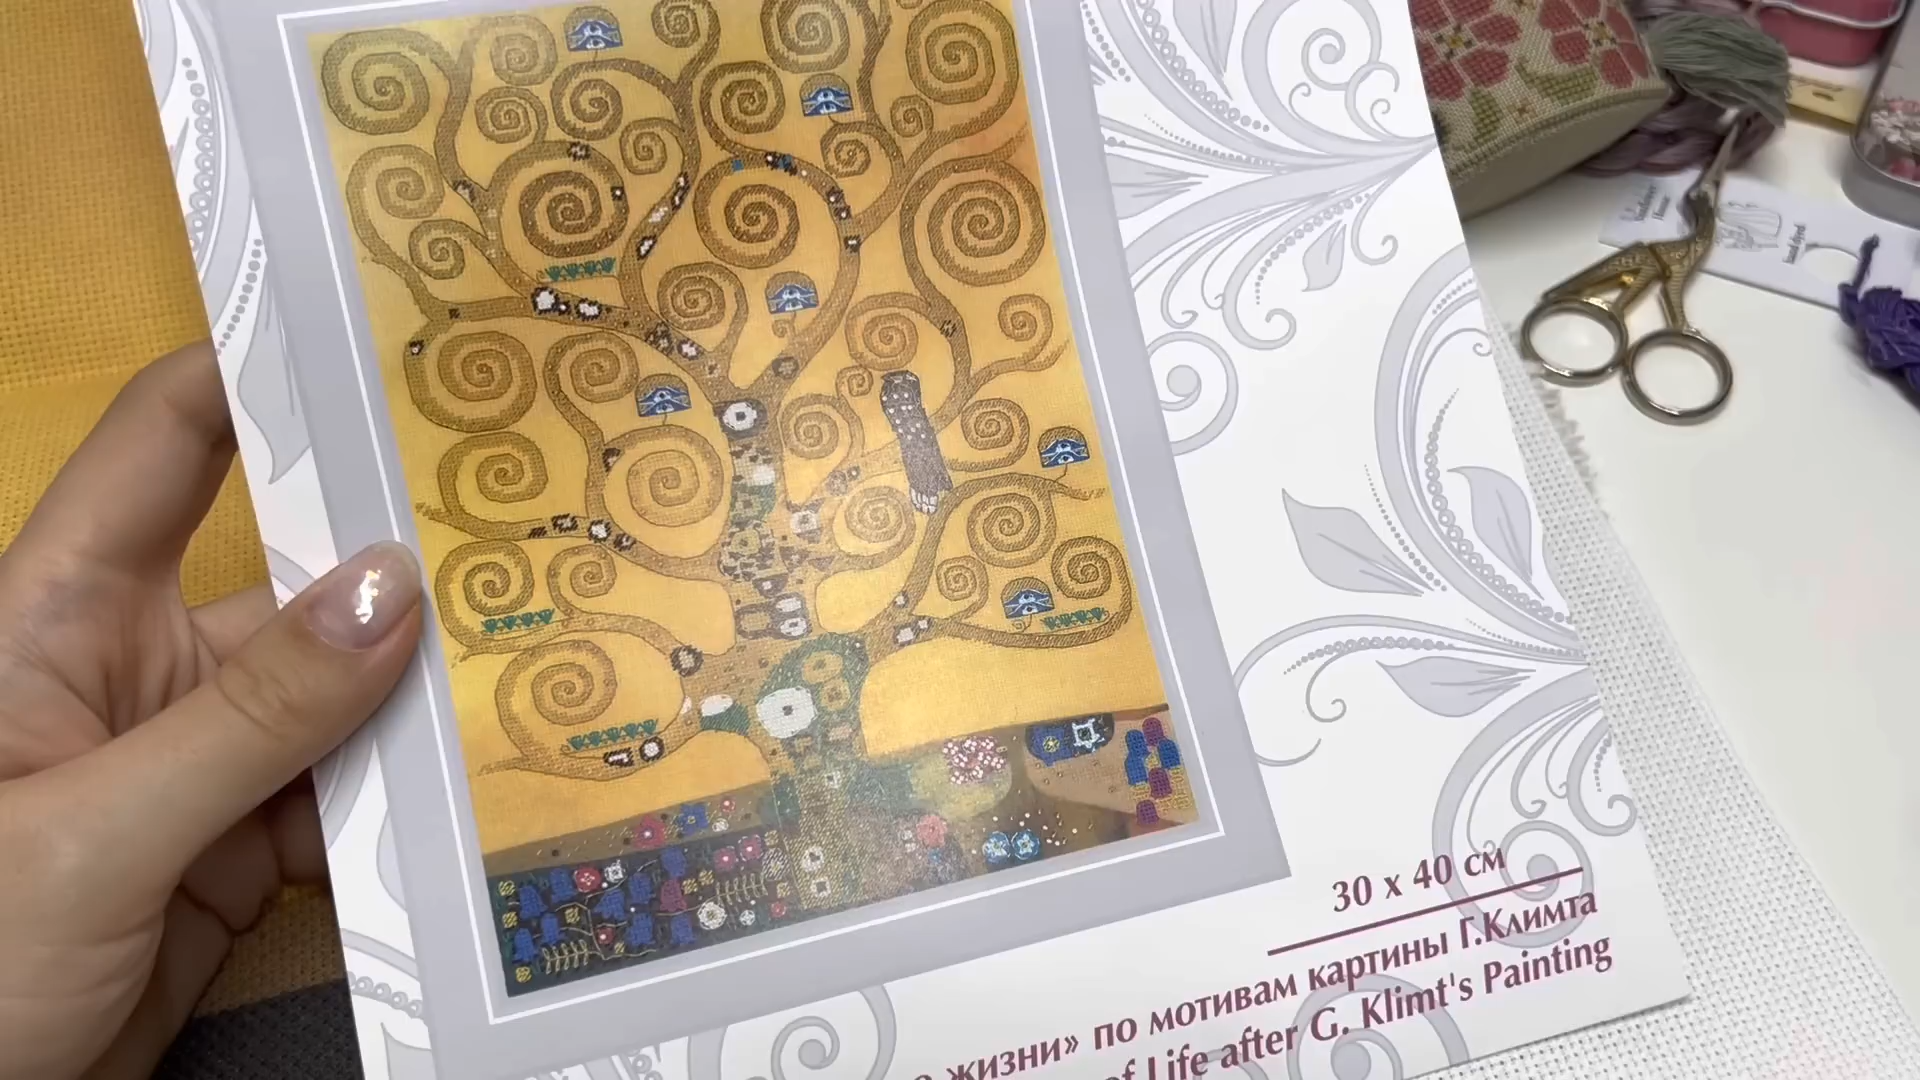 30 x 40 см
жизни» по мотивам картины Г.Климта
of Life after G. Klimt's Painting